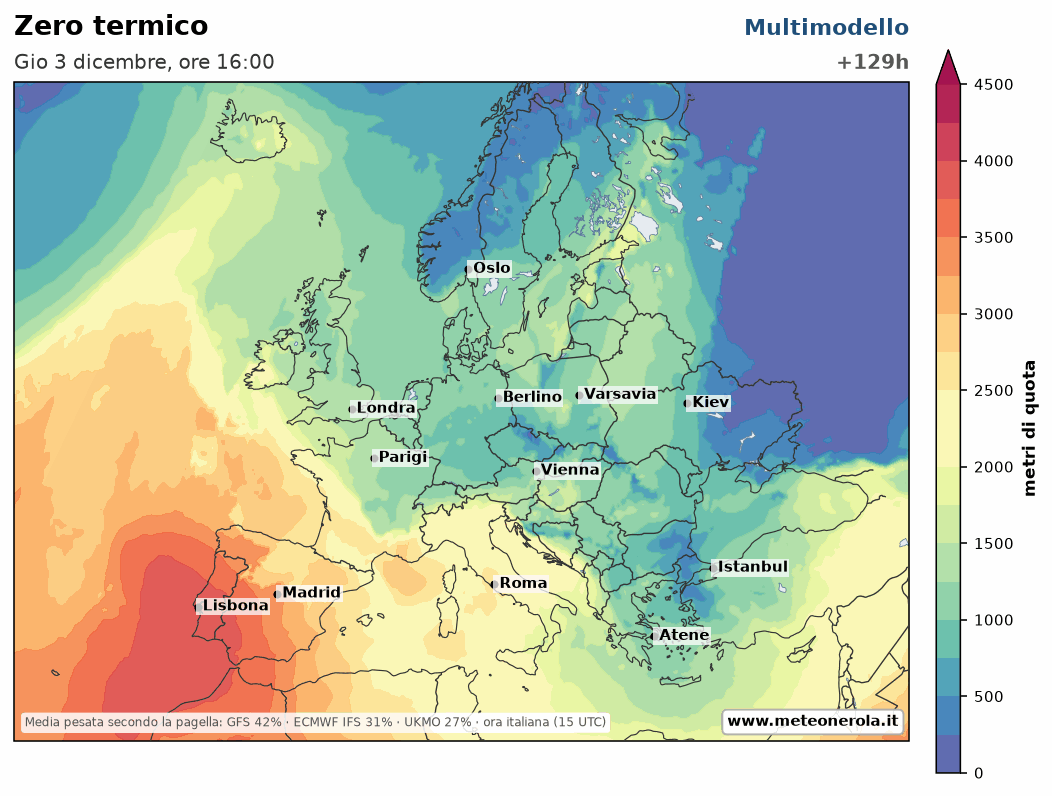 Zero termico
Multimodello
Gio 3 dicembre, ore 16:00
+129h
4500
4000
3500
3000
2500
2000
1500
1000
500
0
metri di quota
Oslo
Londra
Berlino
Varsavia
Kiev
Parigi
Vienna
Istanbul
Roma
Madrid
Lisbona
Atene
Media pesata secondo la pagella: GFS 42% · ECMWF IFS 31% · UKMO 27% · ora italiana (15 UTC)
www.meteonerola.it